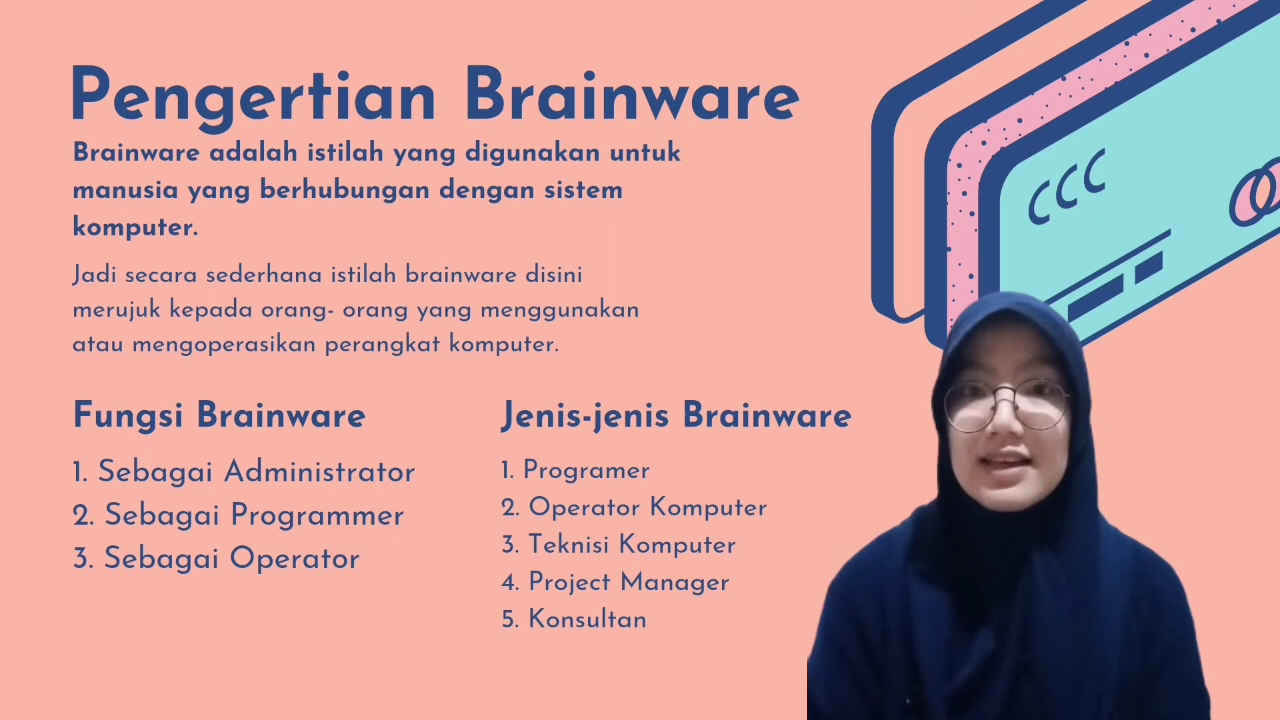 Pengertian Brainware
Brainware adalah istilah yang digunakan untuk
manusia yang berhubungan dengan sistem
komputer.
Jadi secara sederhana istilah brainware disini
merujuk kepada orang- orang yang menggunakan
atau mengoperasikan perangkat komputer.
Fungsi Brainware
1. Sebagai Administrator
2. Sebagai Programmer
3. Sebagai Operator
Jenis-jenis Brainware
1. Programer
2. Operator Komputer
3. Teknisi Komputer
4. Project Manager
5. Konsultan